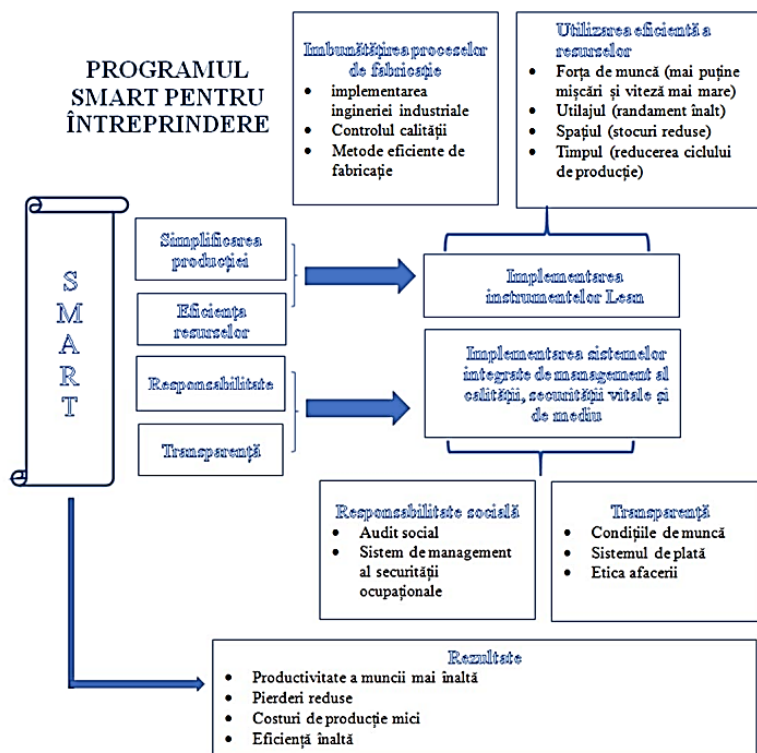 PROGRAMUL
SMART PENTRU
ÎNTREPRINDERE
Imbunătățirea proceselor
de fabricație
• implementarea
ingineriei industriale
• Controlul calității
• Metode eficiente de
fabricație
Utilizarea eficientă a
resurselor
• Forța de muncă (mai puține
mișcări și viteză mai mare)
• Utilajul (randament înalt)
• Spațiul (stocuri reduse)
• Timpul (reducerea ciclului
de producție)
S
M
A
R
T
Simplificarea
producției
Eficiența
resurselor
Responsabilitate
Transparență
Implementarea
instrumentelor Lean
Implementarea sistemelor
integrate de management al
calității, securității vitale și
de mediu
Responsabilitate socială
• Audit social
• Sistem de management
al securității
ocupaționale
Transparență
• Condițiile de muncă
• Sistemul de plată
• Etica afacerii
Rezultate
• Productivitate a muncii mai înaltă
• Pierderi reduse
• Costuri de producție mici
• Eficiență înaltă